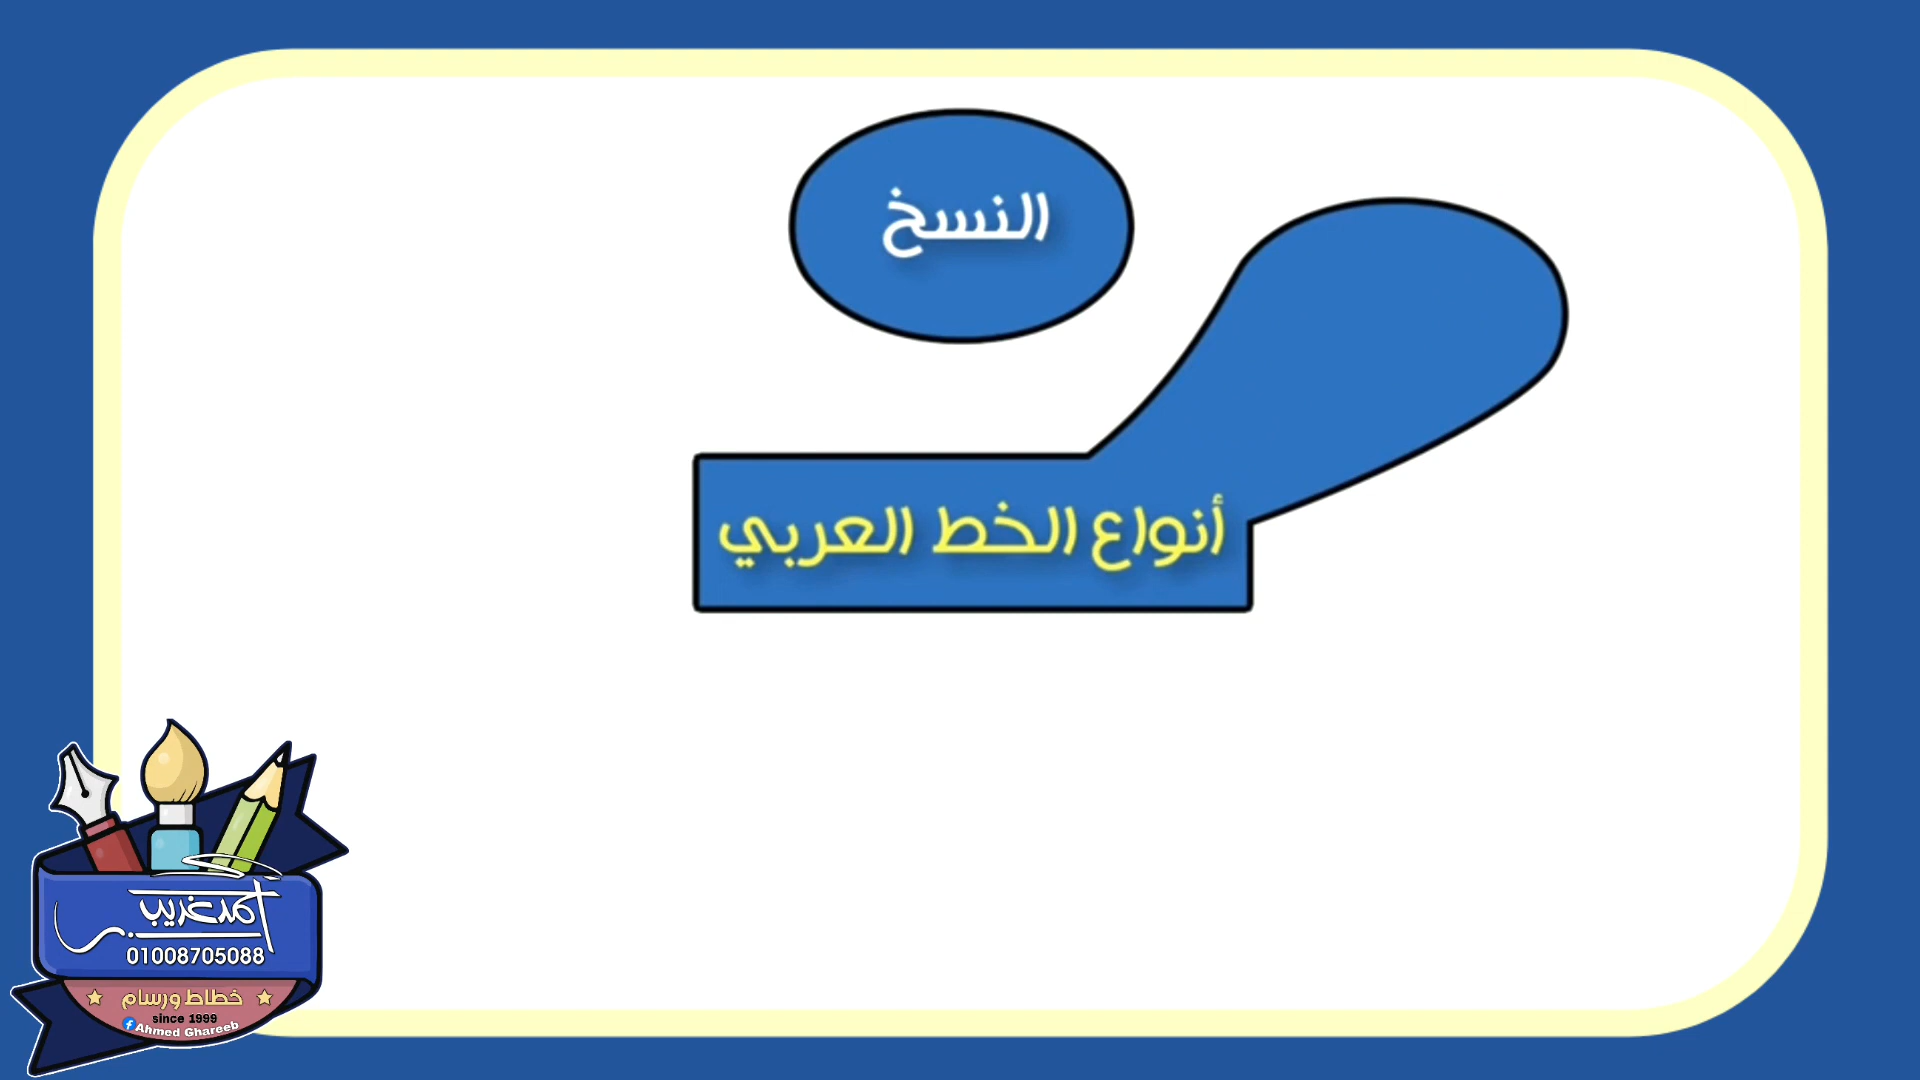 النسخ
أنواع الخط العربي
أحمد غريب
01008705088
خطاط ورسام
since 1999
Ahmed Ghareeb